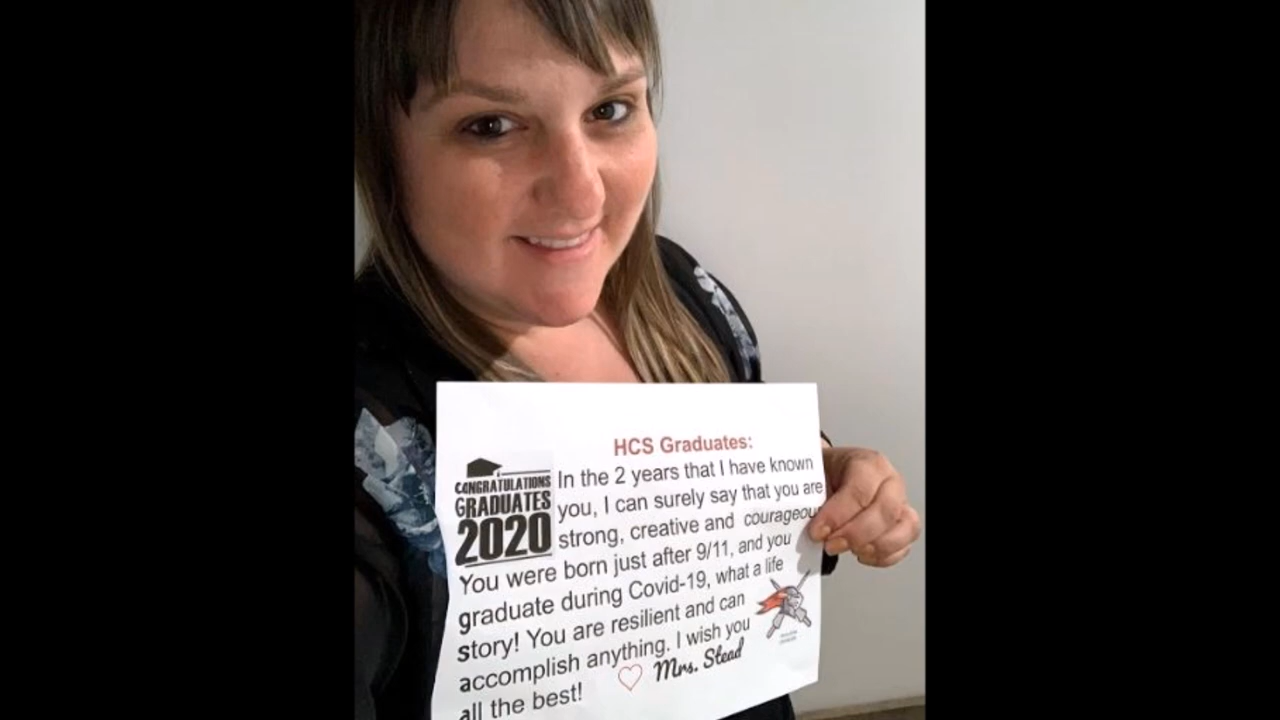 HCS Graduates:
CONGRATULATIONS
GRADUATES
2020
In the 2 years that I have known
you, I can surely say that you are
strong, creative and courageou
You were born just after 9/11, and you
graduate during Covid-19, what a life
story! You are resilient and can
accomplish anything. I wish you
all the best!
Mrs. Stead